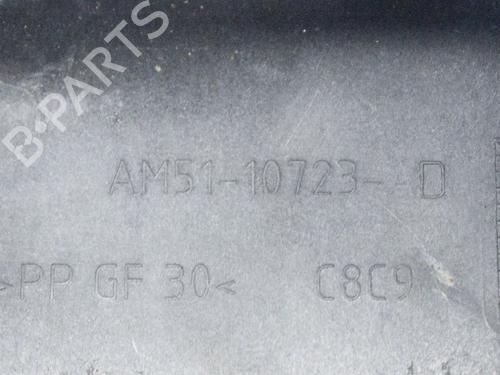 B-PARTS
AM51-10723- D
>PP GF 30< C8C9